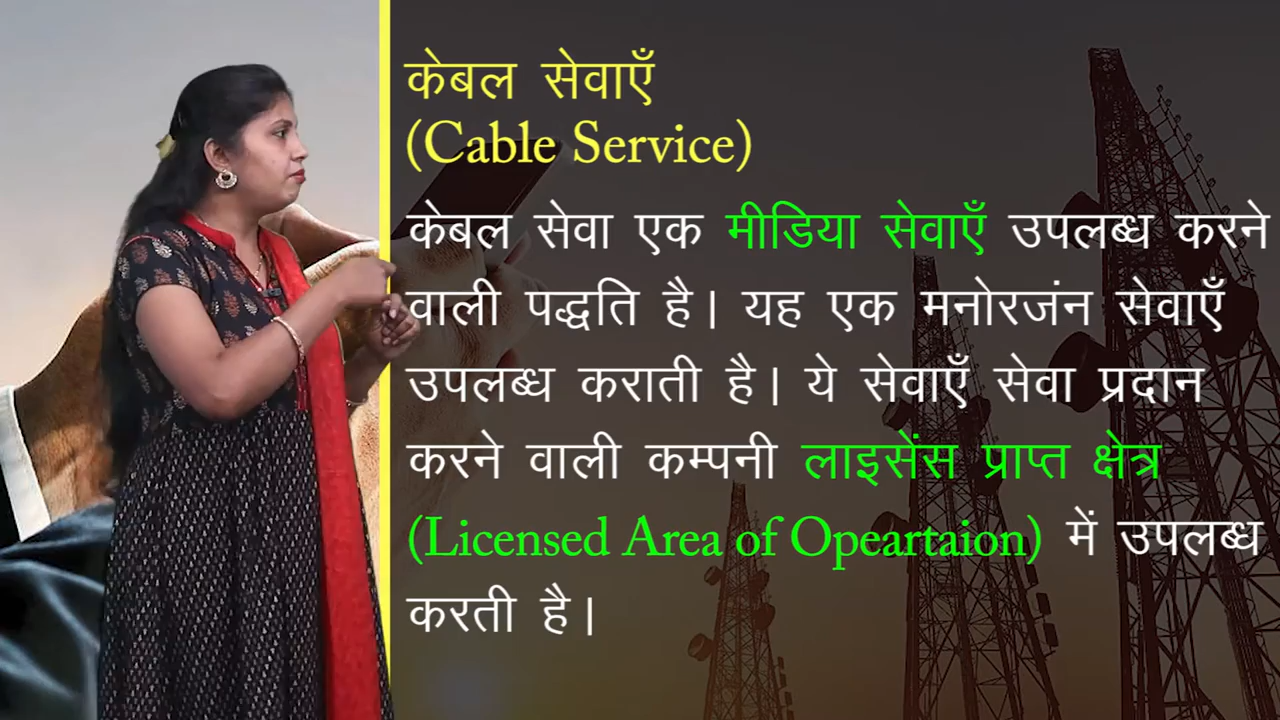 केबल सेवाएँ
(Cable Service)
केबल सेवा एक मीडिया सेवाएँ उपलब्ध करने
वाली पद्धति है। यह एक मनोरजंन सेवाएँ
उपलब्ध कराती है। ये सेवाएँ सेवा प्रदान
करने वाली कम्पनी लाइसेंस प्राप्त क्षेत्र
(Licensed Area of Opeartaion) में उपलब्ध
करती है।